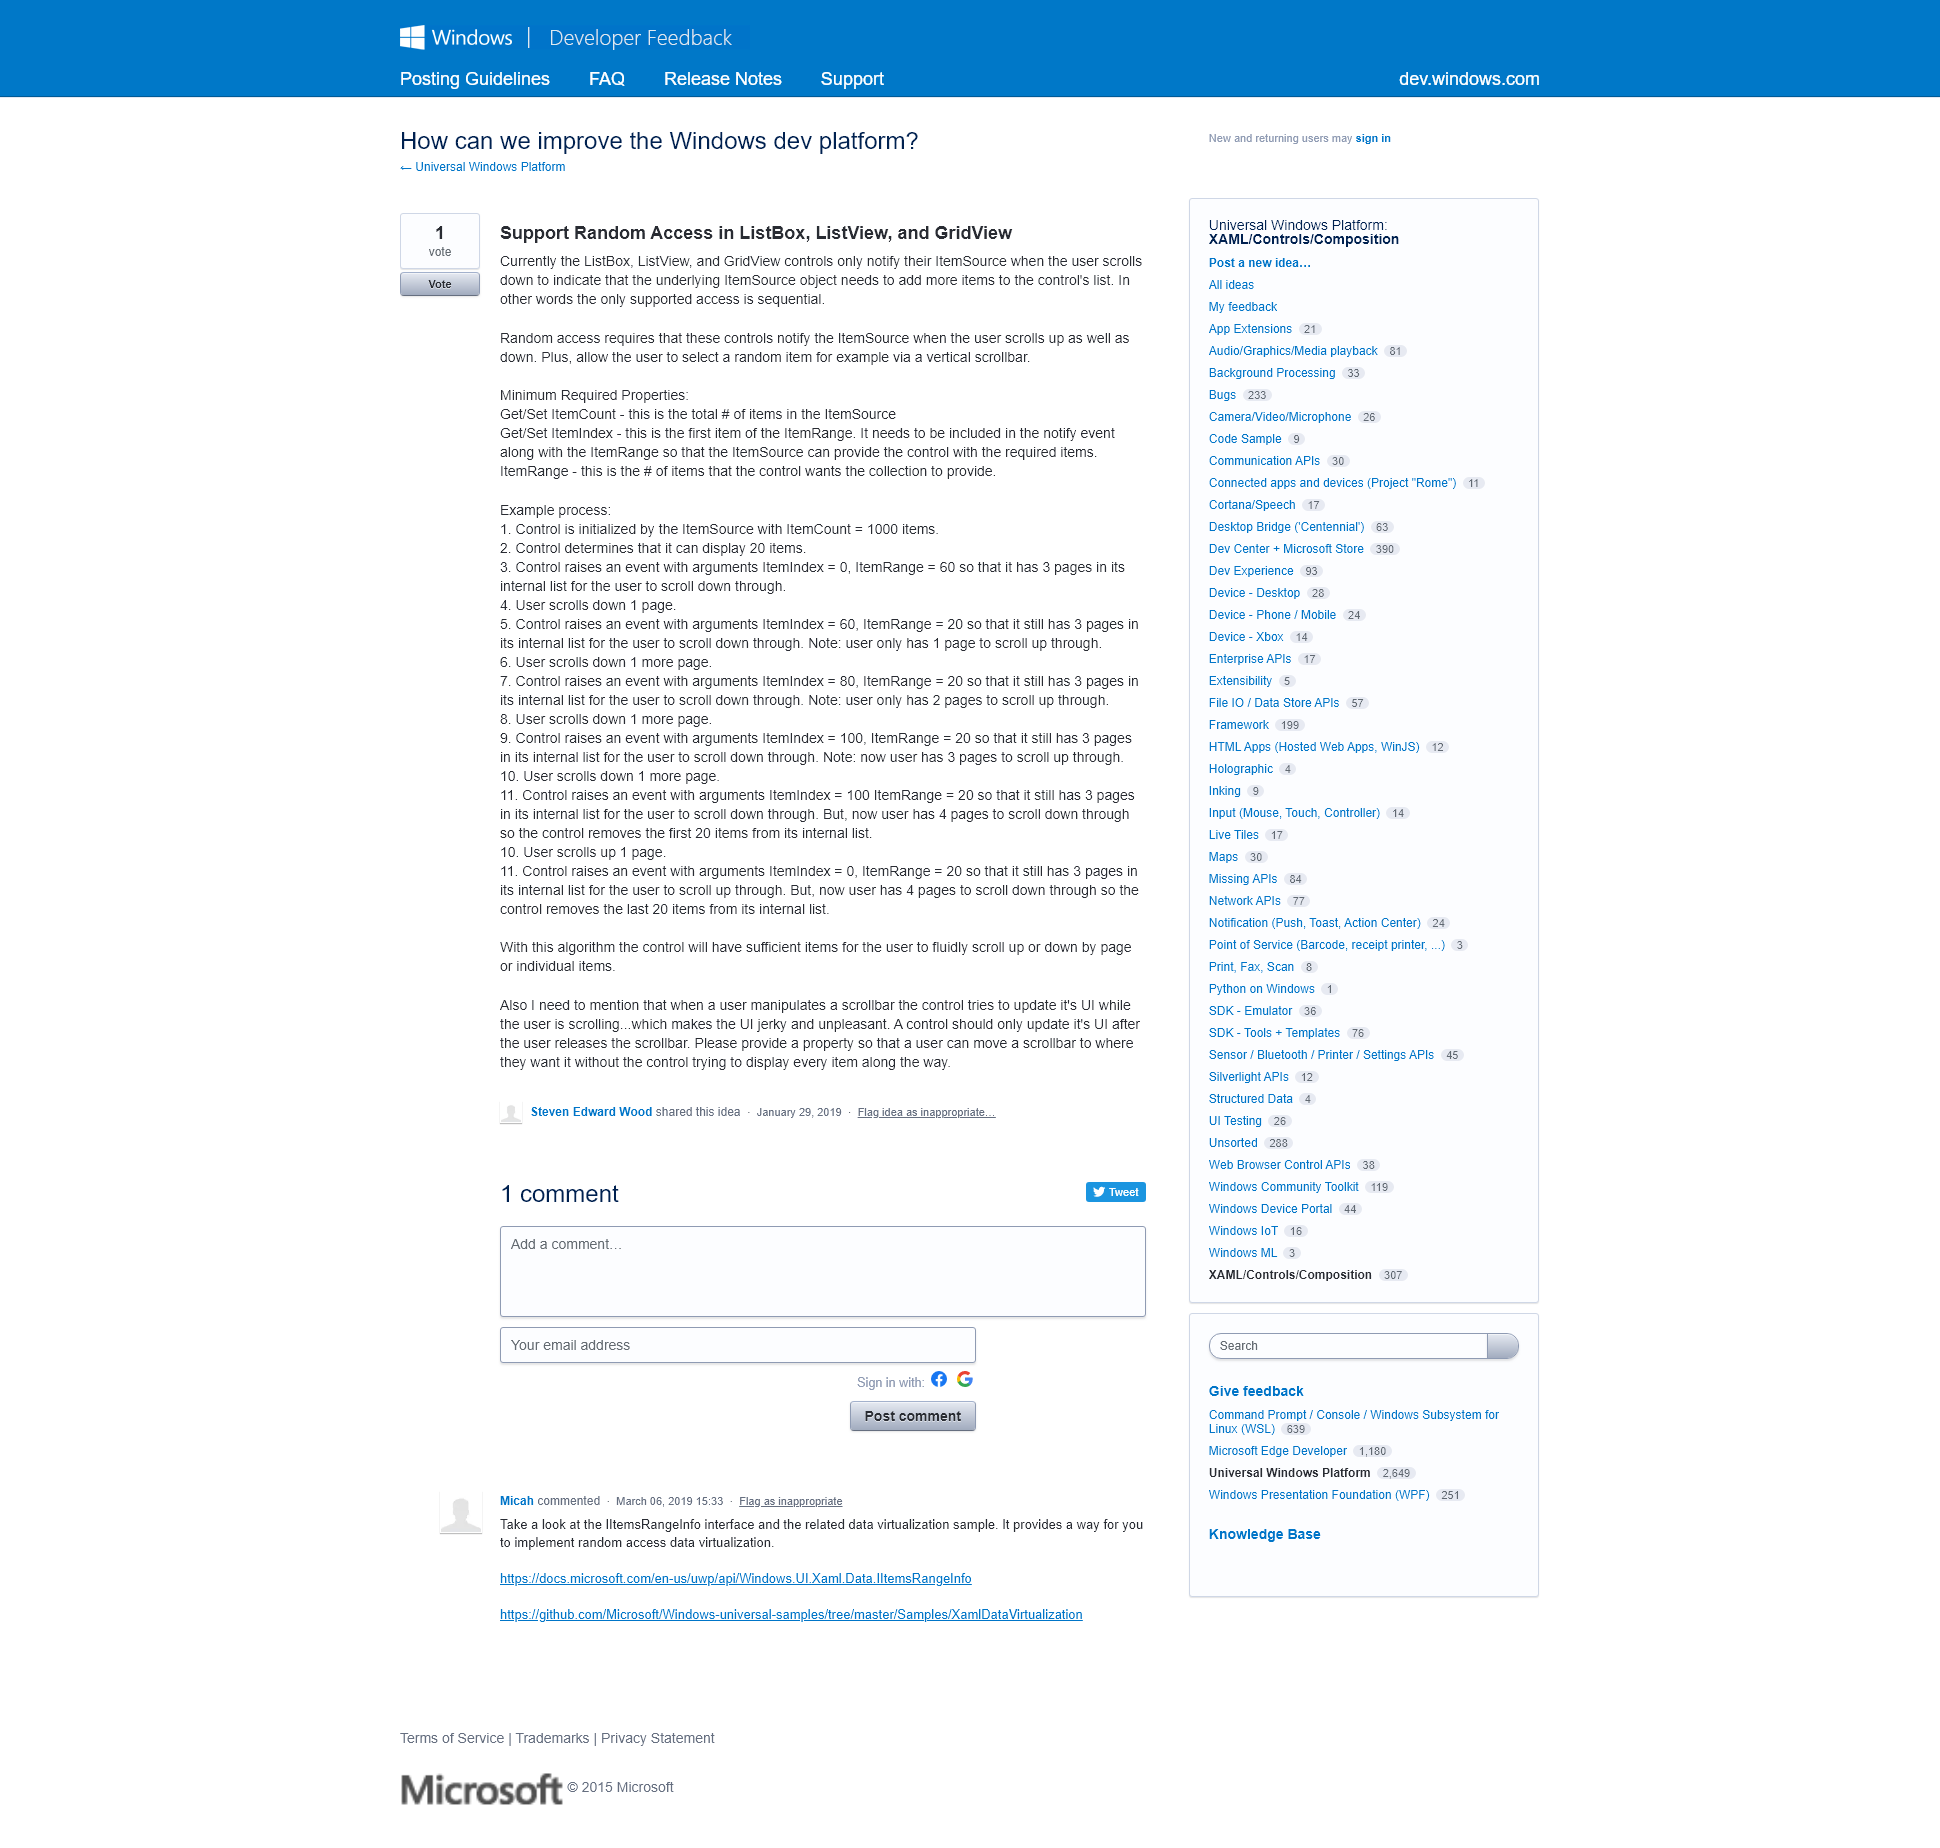 Windows | Developer Feedback
Posting Guidelines FAQ Release Notes Support dev.windows.com
How can we improve the Windows dev platform?
← Universal Windows Platform
New and returning users may sign in
1
vote
Vote
Support Random Access in ListBox, ListView, and GridView
Currently the ListBox, ListView, and GridView controls only notify their ItemSource when the user scrolls
down to indicate that the underlying ItemSource object needs to add more items to the control's list. In
other words the only supported access is sequential.
Random access requires that these controls notify the ItemSource when the user scrolls up as well as
down. Plus, allow the user to select a random item for example via a vertical scrollbar.
Minimum Required Properties:
Get/Set ItemCount - this is the total # of items in the ItemSource
Get/Set ItemIndex - this is the first item of the ItemRange. It needs to be included in the notify event
along with the ItemRange so that the ItemSource can provide the control with the required items.
ItemRange - this is the # of items that the control wants the collection to provide.
Example process:
1. Control is initialized by the ItemSource with ItemCount = 1000 items.
2. Control determines that it can display 20 items.
3. Control raises an event with arguments ItemIndex = 0, ItemRange = 60 so that it has 3 pages in its
internal list for the user to scroll down through.
4. User scrolls down 1 page.
5. Control raises an event with arguments ItemIndex = 60, ItemRange = 20 so that it still has 3 pages in
its internal list for the user to scroll down through. Note: user only has 1 page to scroll up through.
6. User scrolls down 1 more page.
7. Control raises an event with arguments ItemIndex = 80, ItemRange = 20 so that it still has 3 pages in
its internal list for the user to scroll down through. Note: user only has 2 pages to scroll up through.
8. User scrolls down 1 more page.
9. Control raises an event with arguments ItemIndex = 100, ItemRange = 20 so that it still has 3 pages
in its internal list for the user to scroll down through. Note: now user has 3 pages to scroll up through.
10. User scrolls down 1 more page.
11. Control raises an event with arguments ItemIndex = 100 ItemRange = 20 so that it still has 3 pages
in its internal list for the user to scroll down through. But, now user has 4 pages to scroll down through
so the control removes the first 20 items from its internal list.
10. User scrolls up 1 page.
11. Control raises an event with arguments ItemIndex = 0, ItemRange = 20 so that it still has 3 pages in
its internal list for the user to scroll up through. But, now user has 4 pages to scroll down through so the
control removes the last 20 items from its internal list.
With this algorithm the control will have sufficient items for the user to fluidly scroll up or down by page
or individual items.
Also I need to mention that when a user manipulates a scrollbar the control tries to update it's UI while
the user is scrolling...which makes the UI jerky and unpleasant. A control should only update it's UI after
the user releases the scrollbar. Please provide a property so that a user can move a scrollbar to where
they want it without the control trying to display every item along the way.
Steven Edward Wood shared this idea · January 29, 2019 · Flag idea as inappropriate…
1 comment
Tweet
Add a comment…
Your email address
Sign in with:
Post comment
Micah commented · March 06, 2019 15:33 · Flag as inappropriate
Take a look at the IItemsRangeInfo interface and the related data virtualization sample. It provides a way for you
to implement random access data virtualization.
https://docs.microsoft.com/en-us/uwp/api/Windows.UI.Xaml.Data.IItemsRangeInfo
https://github.com/Microsoft/Windows-universal-samples/tree/master/Samples/XamlDataVirtualization
Universal Windows Platform:
XAML/Controls/Composition
Post a new idea…
All ideas
My feedback
App Extensions 21
Audio/Graphics/Media playback 81
Background Processing 33
Bugs 233
Camera/Video/Microphone 26
Code Sample 9
Communication APIs 30
Connected apps and devices (Project "Rome") 11
Cortana/Speech 17
Desktop Bridge ('Centennial') 63
Dev Center + Microsoft Store 390
Dev Experience 93
Device - Desktop 28
Device - Phone / Mobile 24
Device - Xbox 14
Enterprise APIs 17
Extensibility 5
File IO / Data Store APIs 57
Framework 199
HTML Apps (Hosted Web Apps, WinJS) 12
Holographic 4
Inking 9
Input (Mouse, Touch, Controller) 14
Live Tiles 17
Maps 30
Missing APIs 84
Network APIs 77
Notification (Push, Toast, Action Center) 24
Point of Service (Barcode, receipt printer, ...) 3
Print, Fax, Scan 8
Python on Windows 1
SDK - Emulator 36
SDK - Tools + Templates 76
Sensor / Bluetooth / Printer / Settings APIs 45
Silverlight APIs 12
Structured Data 4
UI Testing 26
Unsorted 288
Web Browser Control APIs 38
Windows Community Toolkit 119
Windows Device Portal 44
Windows IoT 16
Windows ML 3
XAML/Controls/Composition 307
Search
Give feedback
Command Prompt / Console / Windows Subsystem for
Linux (WSL) 639
Microsoft Edge Developer 1,180
Universal Windows Platform 2,649
Windows Presentation Foundation (WPF) 251
Knowledge Base
Terms of Service | Trademarks | Privacy Statement
Microsoft © 2015 Microsoft